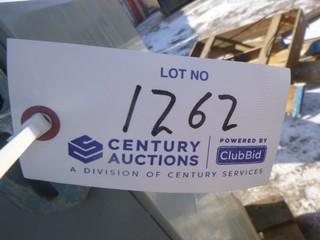 LOT NO
1262
CENTURY AUCTIONS
POWERED BY
ClubBid
A DIVISION OF CENTURY SERVICES